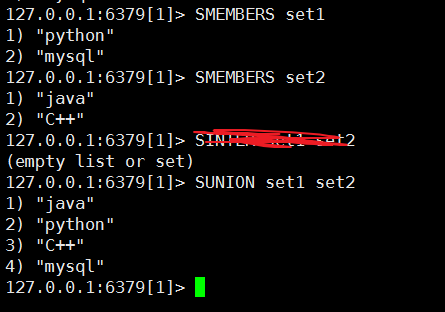 127.0.0.1:6379[1]> SMEMBERS set1
1) "python"
2) "mysql"
127.0.0.1:6379[1]> SMEMBERS set2
1) "java"
2) "C++"
127.0.0.1:6379[1]> set2
(empty list or set)
127.0.0.1:6379[1]> SUNION set1 set2
1) "java"
2) "python"
3) "C++"
4) "mysql"
127.0.0.1:6379[1]>